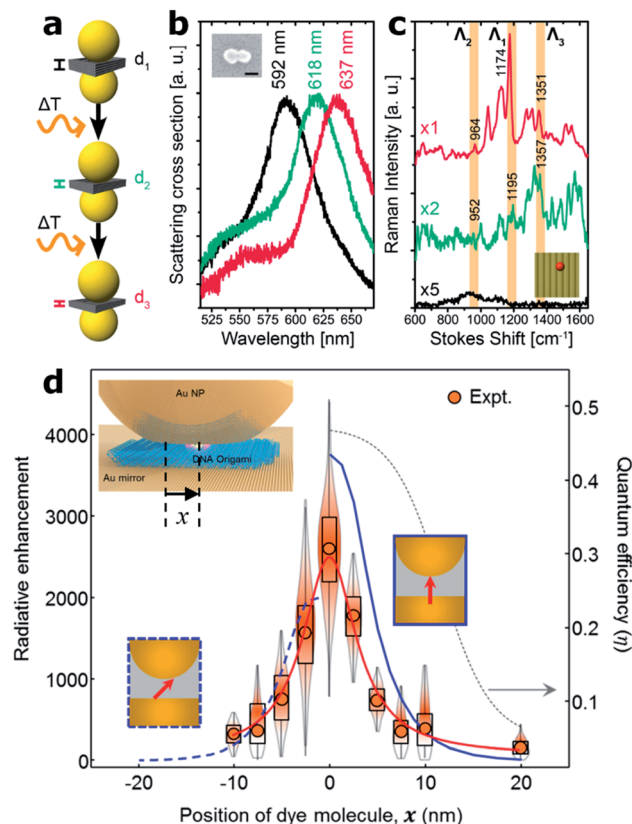 a
d1
ΔT
d2
ΔT
d3
b
Scattering cross section [a. u.]
592 nm
618 nm
637 nm
525 550 575 600 625 650
Wavelength [nm]
c
Λ2 Λ1 Λ3
Raman Intensity [a. u.]
1174
1351
964
x1
1357
1195
952
x2
x5
600 800 1000 1200 1400 1600
Stokes Shift [cm-1]
d
Au NP
DNA Origami
Au mirror
x
Expt.
Radiative enhancement
4000
3000
2000
1000
0
Quantum efficiency (η)
0.5
0.4
0.3
0.2
0.1
-20 -10 0 10 20
Position of dye molecule, x (nm)